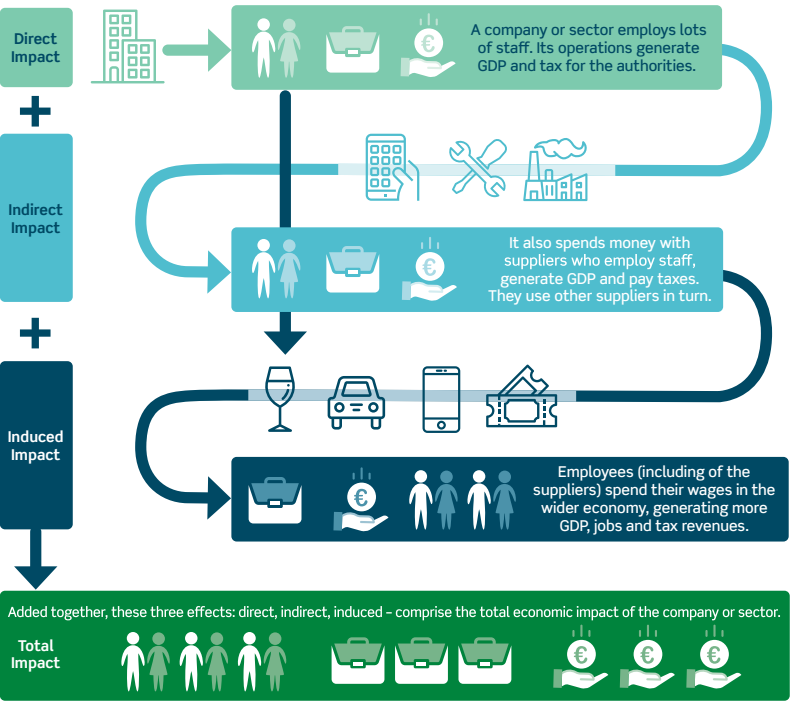 Direct
Impact
A company or sector employs lots
of staff. Its operations generate
GDP and tax for the authorities.
€
+
Indirect
Impact
It also spends money with
suppliers who employ staff,
generate GDP and pay taxes.
They use other suppliers in turn.
€
+
Induced
Impact
€
Employees (including of the
suppliers) spend their wages in the
wider economy, generating more
GDP, jobs and tax revenues.
Added together, these three effects: direct, indirect, induced – comprise the total economic impact of the company or sector.
Total
Impact
€ € €